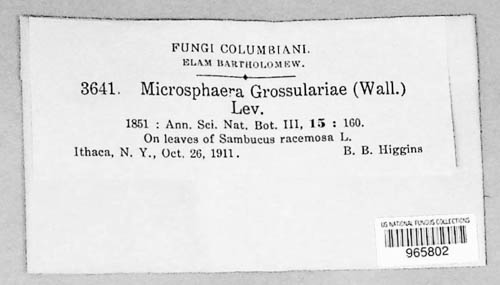 FUNGI COLUMBIANI.
ELAM BARTHOLOMEW.
3641. Microsphaera Grossulariae (Wall.)
Lev.
1851 : Ann. Sci. Nat. Bot. III, 15 : 160.
On leaves of Sambucus racemosa L.
Ithaca, N. Y., Oct. 26, 1911. B. B. Higgins
US NATIONAL FUNGUS COLLECTIONS
965802